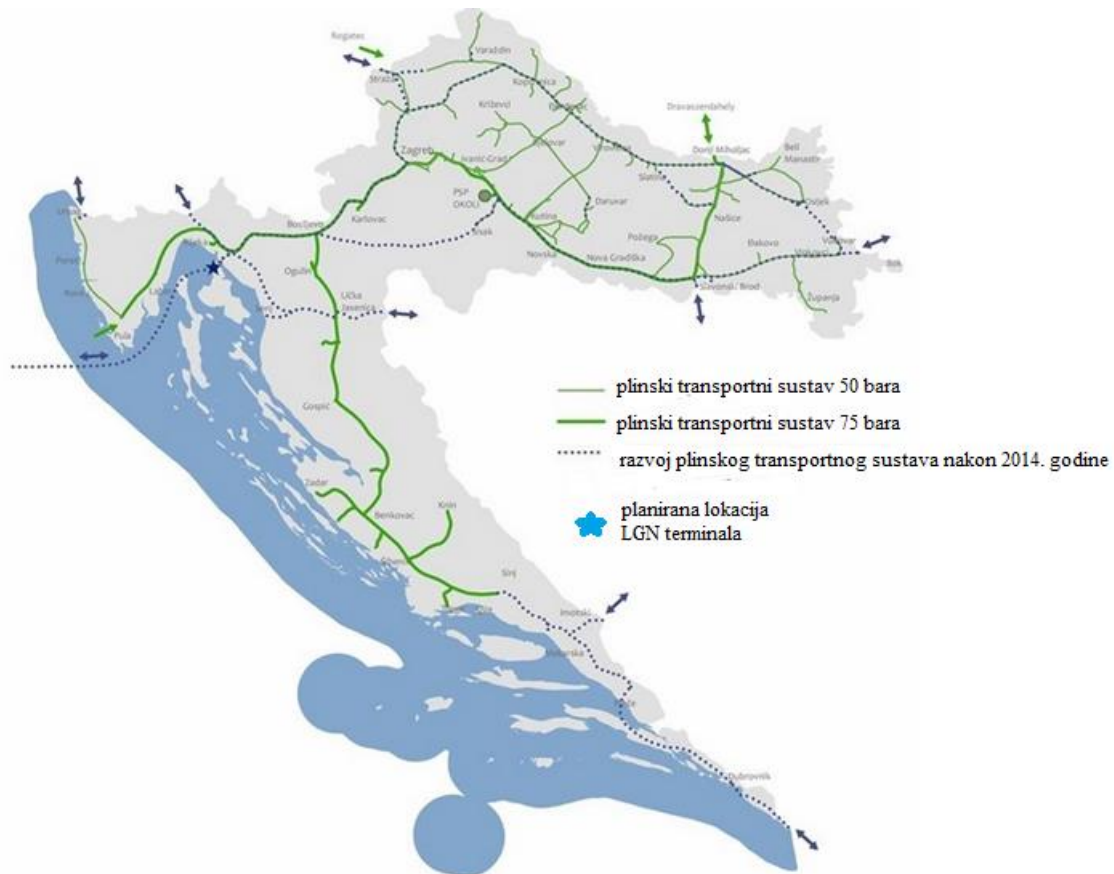 Rogatec
Varaždin
Koprivnica
Križevci
Zagreb
Ivanić-Grad
Dravaszerdahely
Donji Miholjac
Beli
Manastir
Slatina
Osijek
PSP
OKOLI
Daruvar
Našice
Karlovac
Bosiljevo
Kutina
Požega
Đakovo
Novska
Nova Gradiška
Slavonski Brod
Županja
Ogulin
Pula
Gospić
Zadar
Benkovac
Knin
Sinj
Imotski
Dubrovnik
plinski transportni sustav 50 bara
plinski transportni sustav 75 bara
razvoj plinskog transportnog sustava nakon 2014. godine
planirana lokacija
LGN terminala